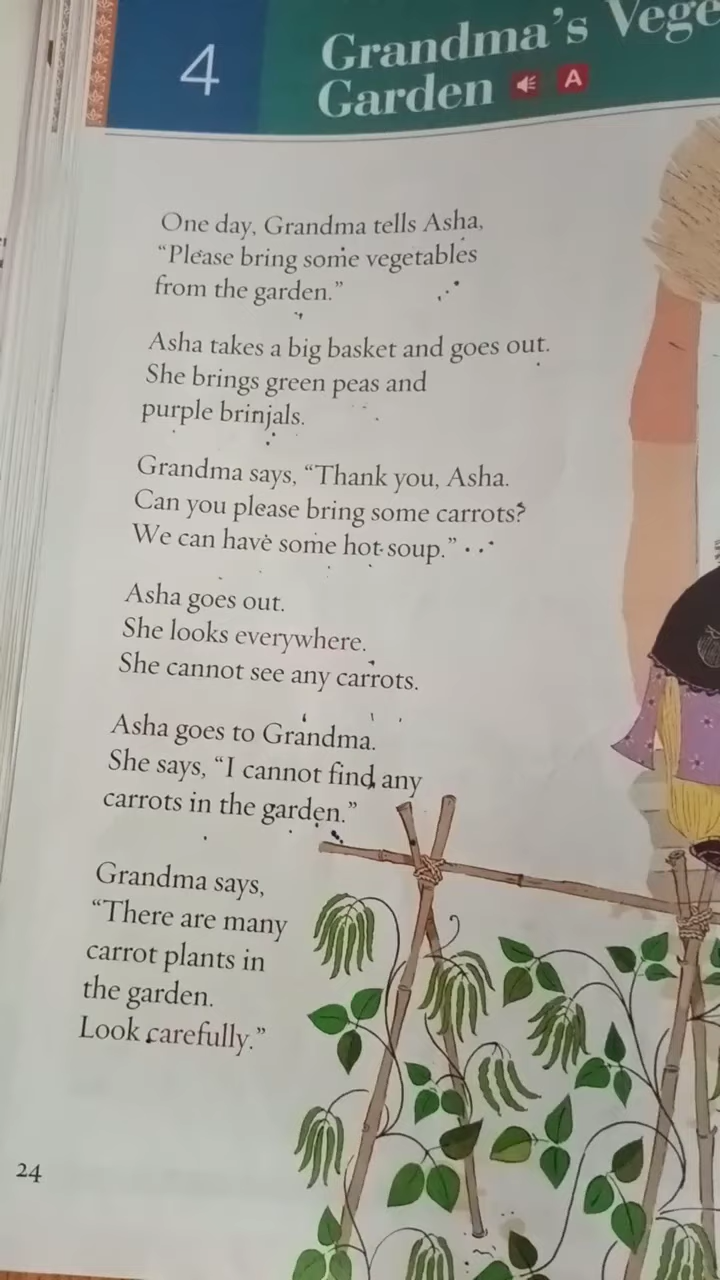 4
Grandma's Vege
Garden A
One day, Grandma tells Asha,
“Please bring some vegetables
from the garden.”
Asha takes a big basket and goes out.
She brings green peas and
purple brinjals.
Grandma says, “Thank you, Asha.
Can you please bring some carrots?
We can have some hot soup.”
Asha goes out.
She looks everywhere.
She cannot see any carrots.
Asha goes to Grandma.
She says, “I cannot find any
carrots in the garden.”
Grandma says,
“There are many
carrot plants in
the garden.
Look carefully.”
24